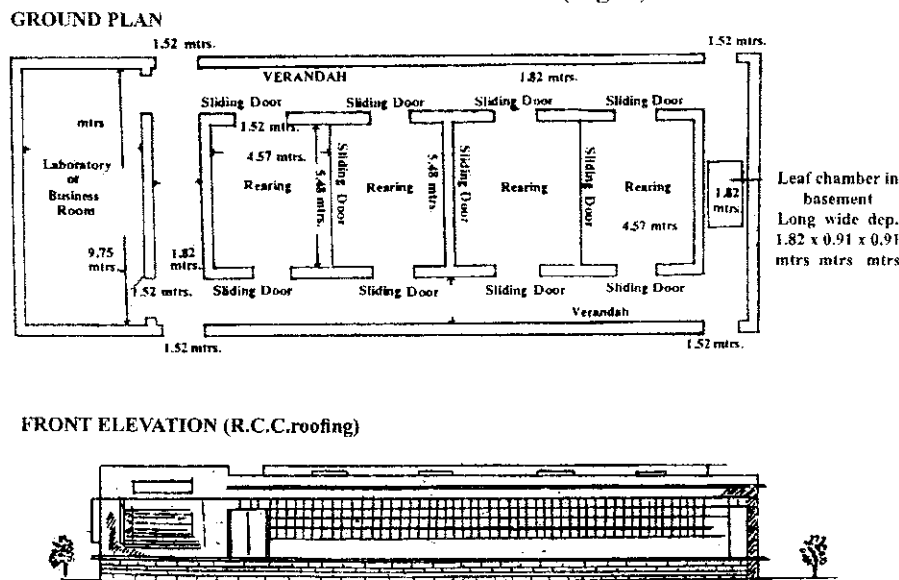 GROUND PLAN
1.52 mtrs.
1.52 mtrs.
VERANDAH
1.82 mtrs.
Sliding Door
Sliding Door
Sliding Door
Sliding Door
mtrs
1.52 mtrs.
4.57 mtrs.
5.48 mtrs.
Sliding Door
5.48 mtrs.
Sliding Door
Sliding Door
Laboratory
of
Business
Room
Rearing
Rearing
Rearing
Rearing
1.82
mtrs.
Leaf chamber in
basement
Long wide dep.
1.82 x 0.91 x 0.91
mtrs mtrs mtrs
4.57 mtrs
9.75
mtrs.
1.82
mtrs.
1.52 mtrs.
Sliding Door
Sliding Door
Sliding Door
Sliding Door
Verandah
1.52 mtrs.
1.52 mtrs.
FRONT ELEVATION (R.C.C.roofing)